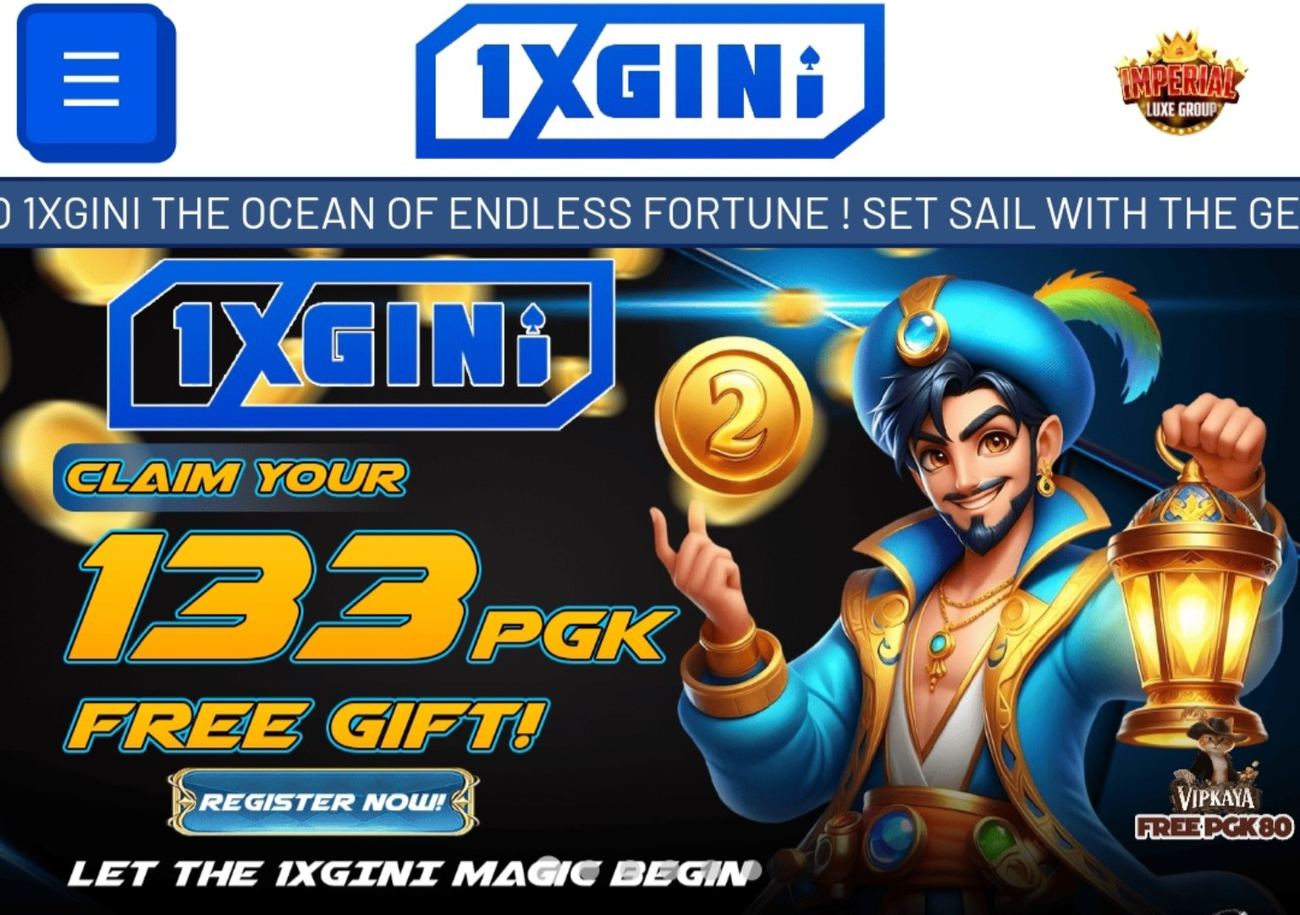 1XGINi
IMPERIAL
LUXE GROUP
1XGINI THE OCEAN OF ENDLESS FORTUNE ! SET SAIL WITH THE
1XGINi
2
CLAIM YOUR
133 PGK
FREE GIFT!
REGISTER NOW!
LET THE 1XGINI MAGIC BEGIN
VIPKAYA
FREE PGK80